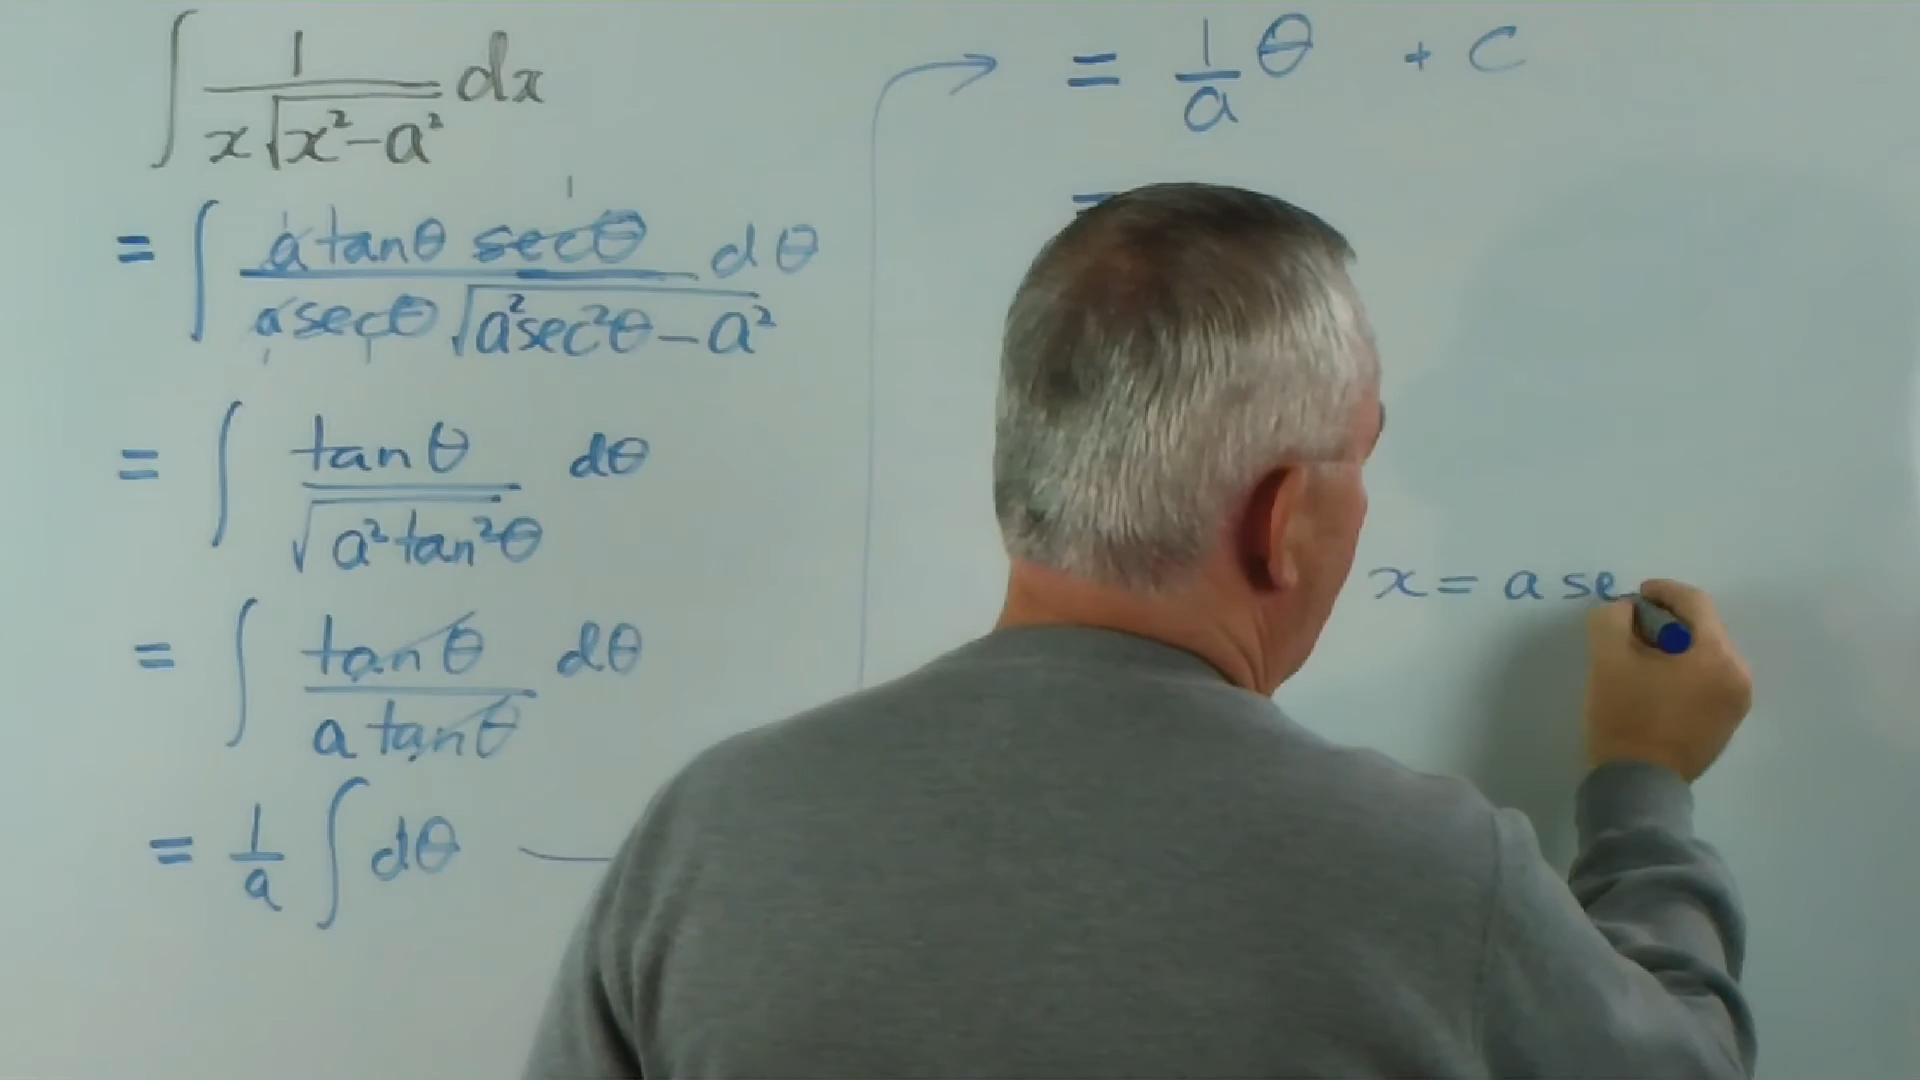 ∫ 1/(x√(x²-a²)) dx
= ∫ (a tanθ secθ)/(a secθ √(a²sec²θ-a²)) dθ
= ∫ tanθ/√(a²tan²θ) dθ
= ∫ tanθ/(a tanθ) dθ
= 1/a ∫ dθ
= 1/a θ + C
=
x = a se